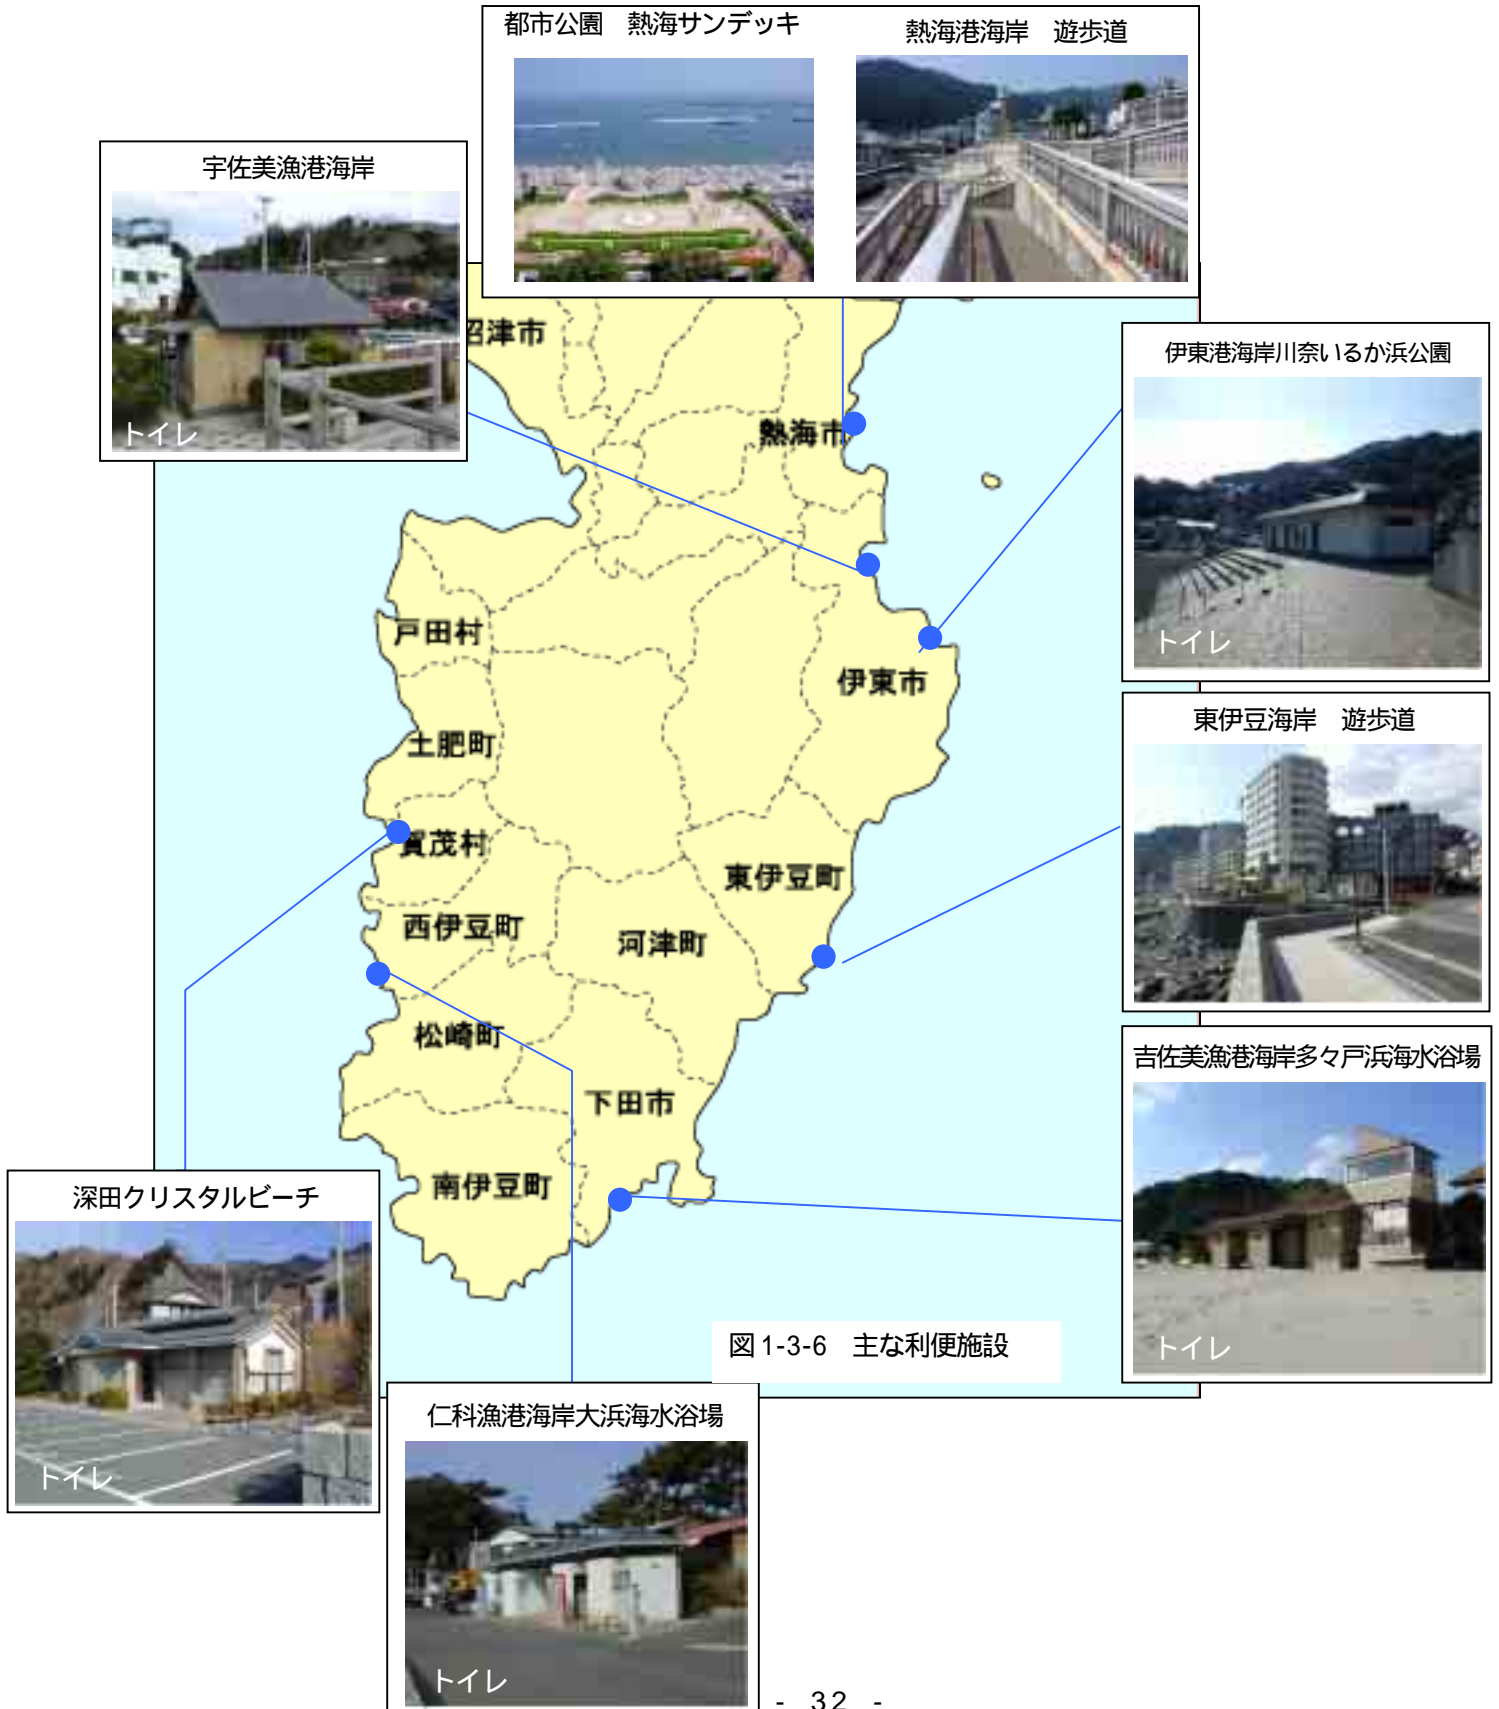 都市公園　熱海サンデッキ
熱海港海岸　遊歩道
宇佐美漁港海岸
トイレ
沼津市
熱海市
伊東港海岸川奈いるか浜公園
トイレ
戸田村
伊東市
東伊豆海岸　遊歩道
土肥町
賀茂村
東伊豆町
西伊豆町
河津町
松崎町
吉佐美漁港海岸多々戸浜海水浴場
トイレ
下田市
南伊豆町
深田クリスタルビーチ
トイレ
図1-3-6　主な利便施設
仁科漁港海岸大浜海水浴場
トイレ
- 32 -